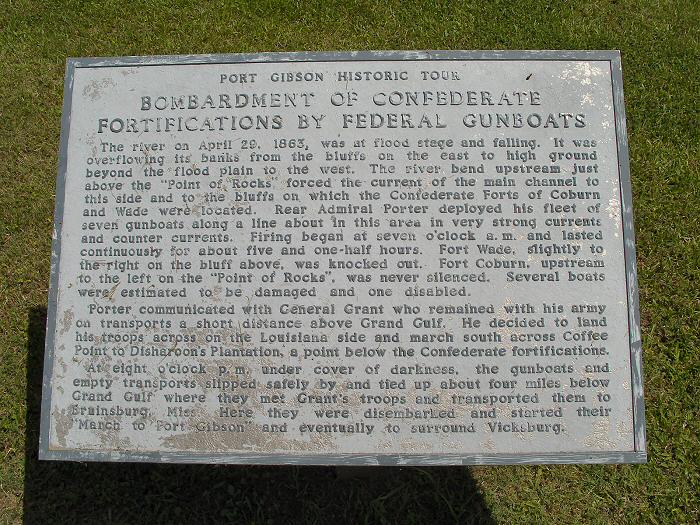 PORT GIBSON HISTORIC TOUR
BOMBARDMENT OF CONFEDERATE
FORTIFICATIONS BY FEDERAL GUNBOATS
The river on April 29, 1863, was at flood stage and falling. It was
overflowing its banks from the bluffs on the east to high ground
beyond the flood plain to the west. The river bend upstream just
above the "Point of Rocks" forced the current of the main channel to
this side and to the bluffs on which the Confederate Forts of Coburn
and Wade were located. Rear Admiral Porter deployed his fleet of
seven gunboats along a line about in this area in very strong currents
and counter currents. Firing began at seven o'clock a.m. and lasted
continuously for about five and one-half hours. Fort Wade, slightly to
the right on the bluff above, was knocked out. Fort Coburn, upstream
to the left on the "Point of Rocks", was never silenced. Several boats
were estimated to be damaged and one disabled.
Porter communicated with General Grant who remained with his army
on transports a short distance above Grand Gulf. He decided to land
his troops across on the Louisiana side and march south across Coffee
Point to Disharoon's Plantation, a point below the Confederate fortifications.
At eight o'clock p.m. under cover of darkness, the gunboats and
empty transports slipped safely by and tied up about four miles below
Grand Gulf where they met Grant's troops and transported them to
Bruinsburg, Miss. Here they were disembarked and started their
"March to Port Gibson" and eventually to surround Vicksburg.